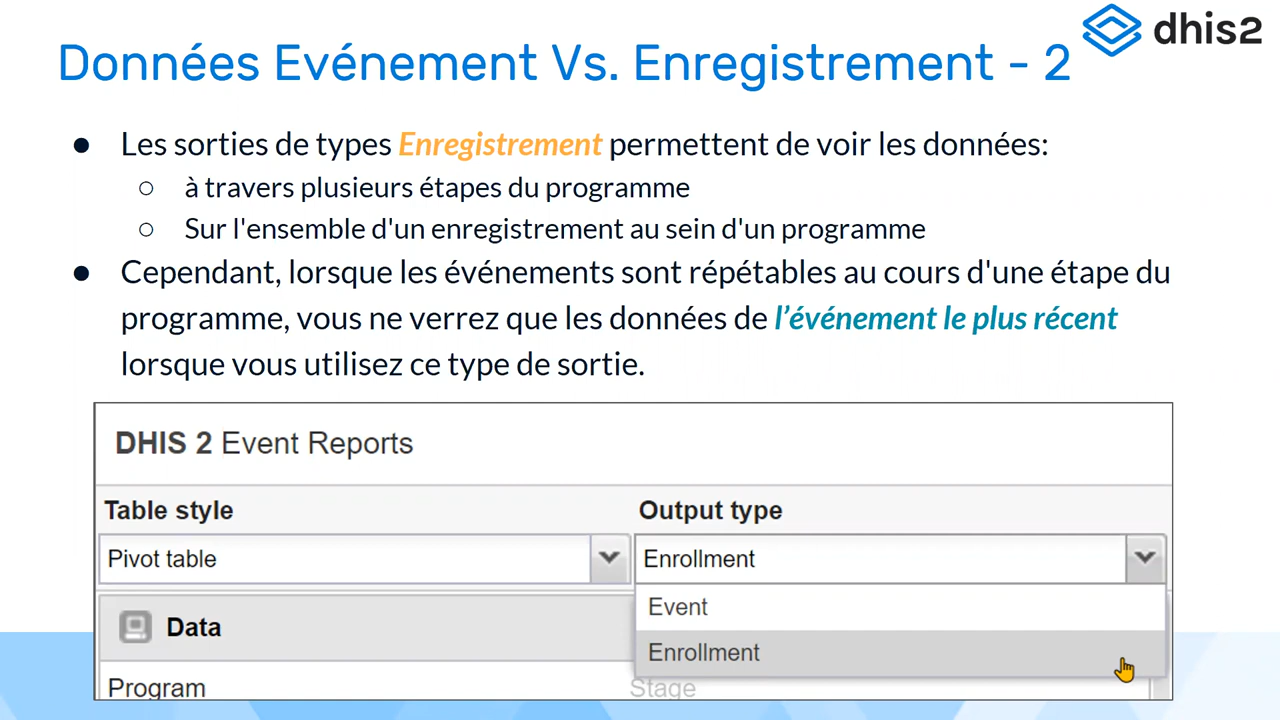 dhis2
Données Evénement Vs. Enregistrement - 2
● Les sorties de types Enregistrement permettent de voir les données:
○ à travers plusieurs étapes du programme
○ Sur l'ensemble d'un enregistrement au sein d'un programme
● Cependant, lorsque les événements sont répétables au cours d'une étape du
programme, vous ne verrez que les données de l’événement le plus récent
lorsque vous utilisez ce type de sortie.
DHIS 2 Event Reports
Table style Output type
Pivot table Enrollment
Event
Data
Enrollment
Program Stage